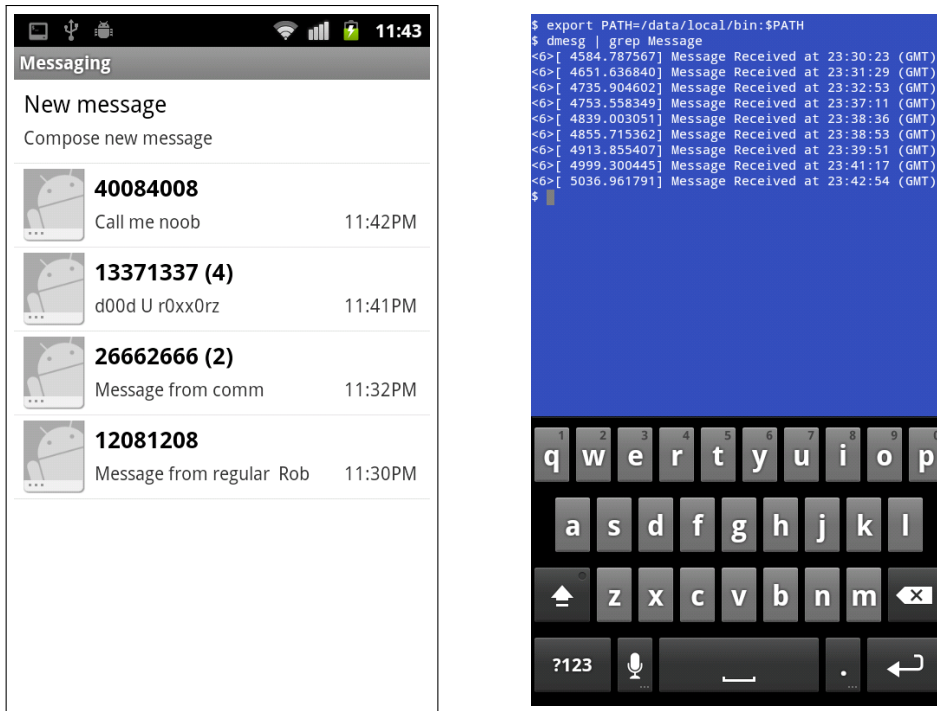 11:43
Messaging
New message
Compose new message
40084008
Call me noob 11:42PM
13371337 (4)
d00d U r0xx0rz 11:41PM
26662666 (2)
Message from comm 11:32PM
12081208
Message from regular Rob 11:30PM
$ export PATH=/data/local/bin:$PATH
$ dmesg | grep Message
<6>[ 4584.787567] Message Received at 23:30:23 (GMT)
<6>[ 4651.636840] Message Received at 23:31:29 (GMT)
<6>[ 4735.904602] Message Received at 23:32:53 (GMT)
<6>[ 4753.558349] Message Received at 23:37:11 (GMT)
<6>[ 4839.003051] Message Received at 23:38:36 (GMT)
<6>[ 4855.715362] Message Received at 23:38:53 (GMT)
<6>[ 4913.855407] Message Received at 23:39:51 (GMT)
<6>[ 4999.300445] Message Received at 23:41:17 (GMT)
<6>[ 5036.961791] Message Received at 23:42:54 (GMT)
$
1 2 3 4 5 6 7 8 9 0
q w e r t y u i o p
a s d f g h j k l
z x c v b n m
?123 .